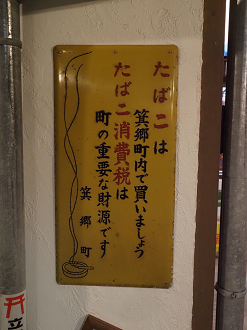 たばこは
箕郷町内で買いましょう
たばこ消費税は
町の重要な財源です
箕郷町
立